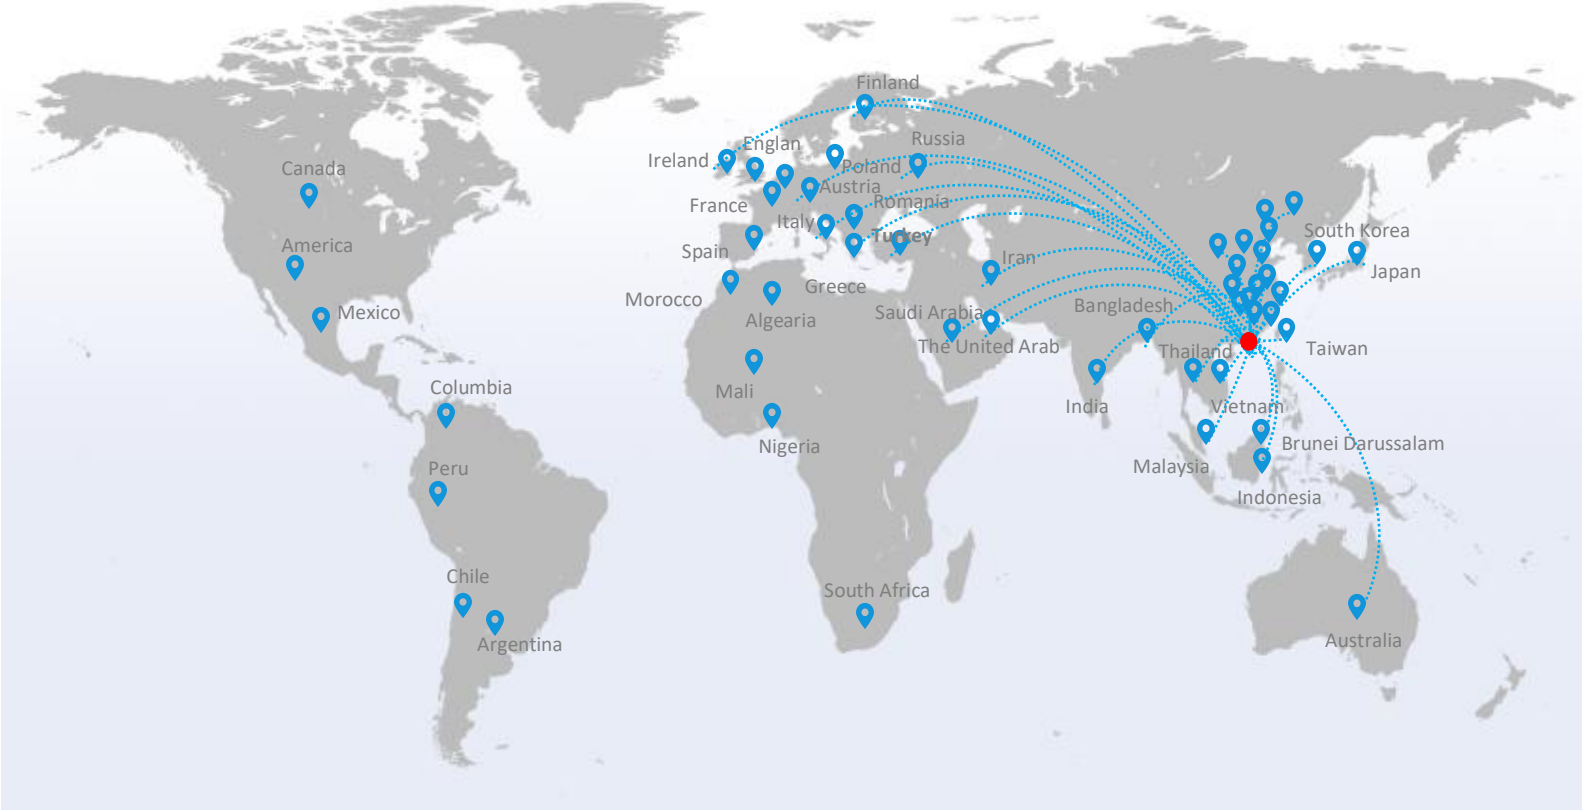 Finland
Englan
Russia
Ireland
Poland
Canada
Austria
France
Romania
Italy
South Korea
America
Spain
Turkey
Iran
Japan
Greece
Morocco
Bangladesh
Mexico
Saudi Arabia
Algearia
The United Arab
Thailand
Taiwan
Columbia
Mali
India
Vietnam
Nigeria
Brunei Darussalam
Peru
Malaysia
Indonesia
Chile
South Africa
Argentina
Australia